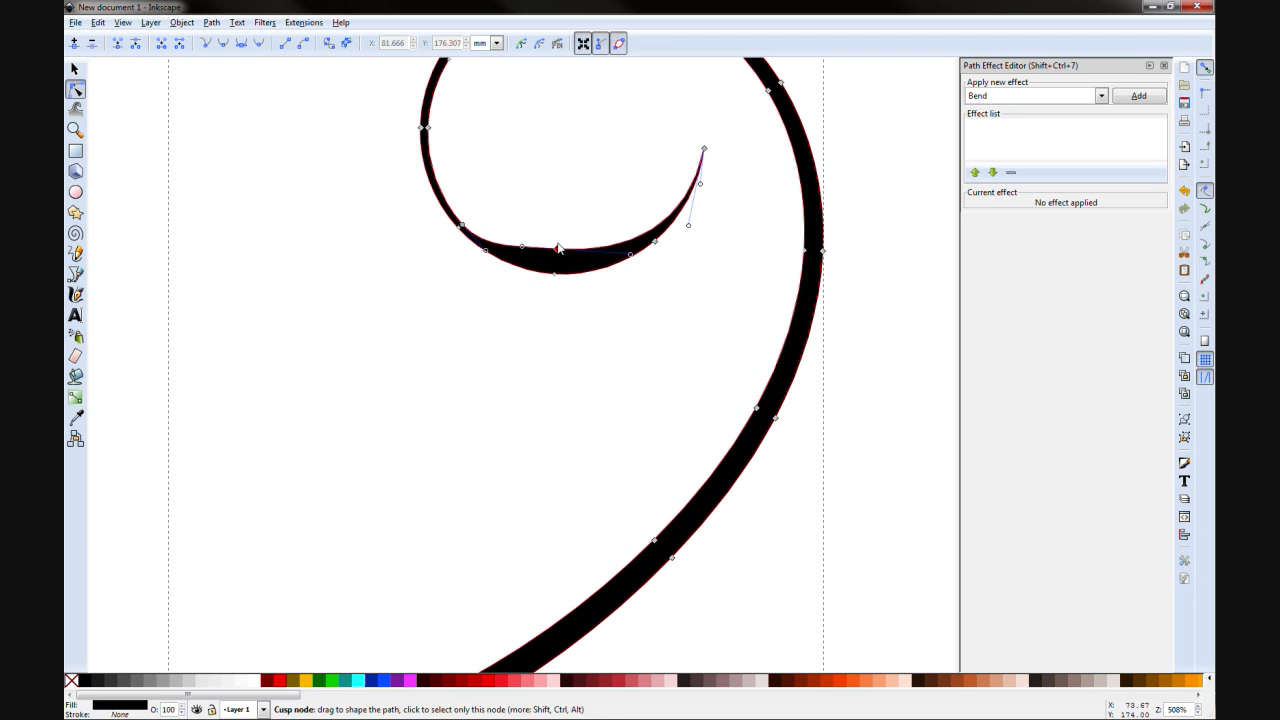 New document 1 - Inkscape
File Edit View Layer Object Path Text Filters Extensions Help
X: 81.666 Y: 176.307 mm
Path Effect Editor (Shift+Ctrl+7)
Apply new effect
Bend Add
Effect list
Current effect
No effect applied
Fill: Stroke: None O: 100 Layer 1 Cusp node: drag to shape the path, click to select only this node (more: Shift, Ctrl, Alt)
X: 73.67
Y: 174.00
Z: 508%